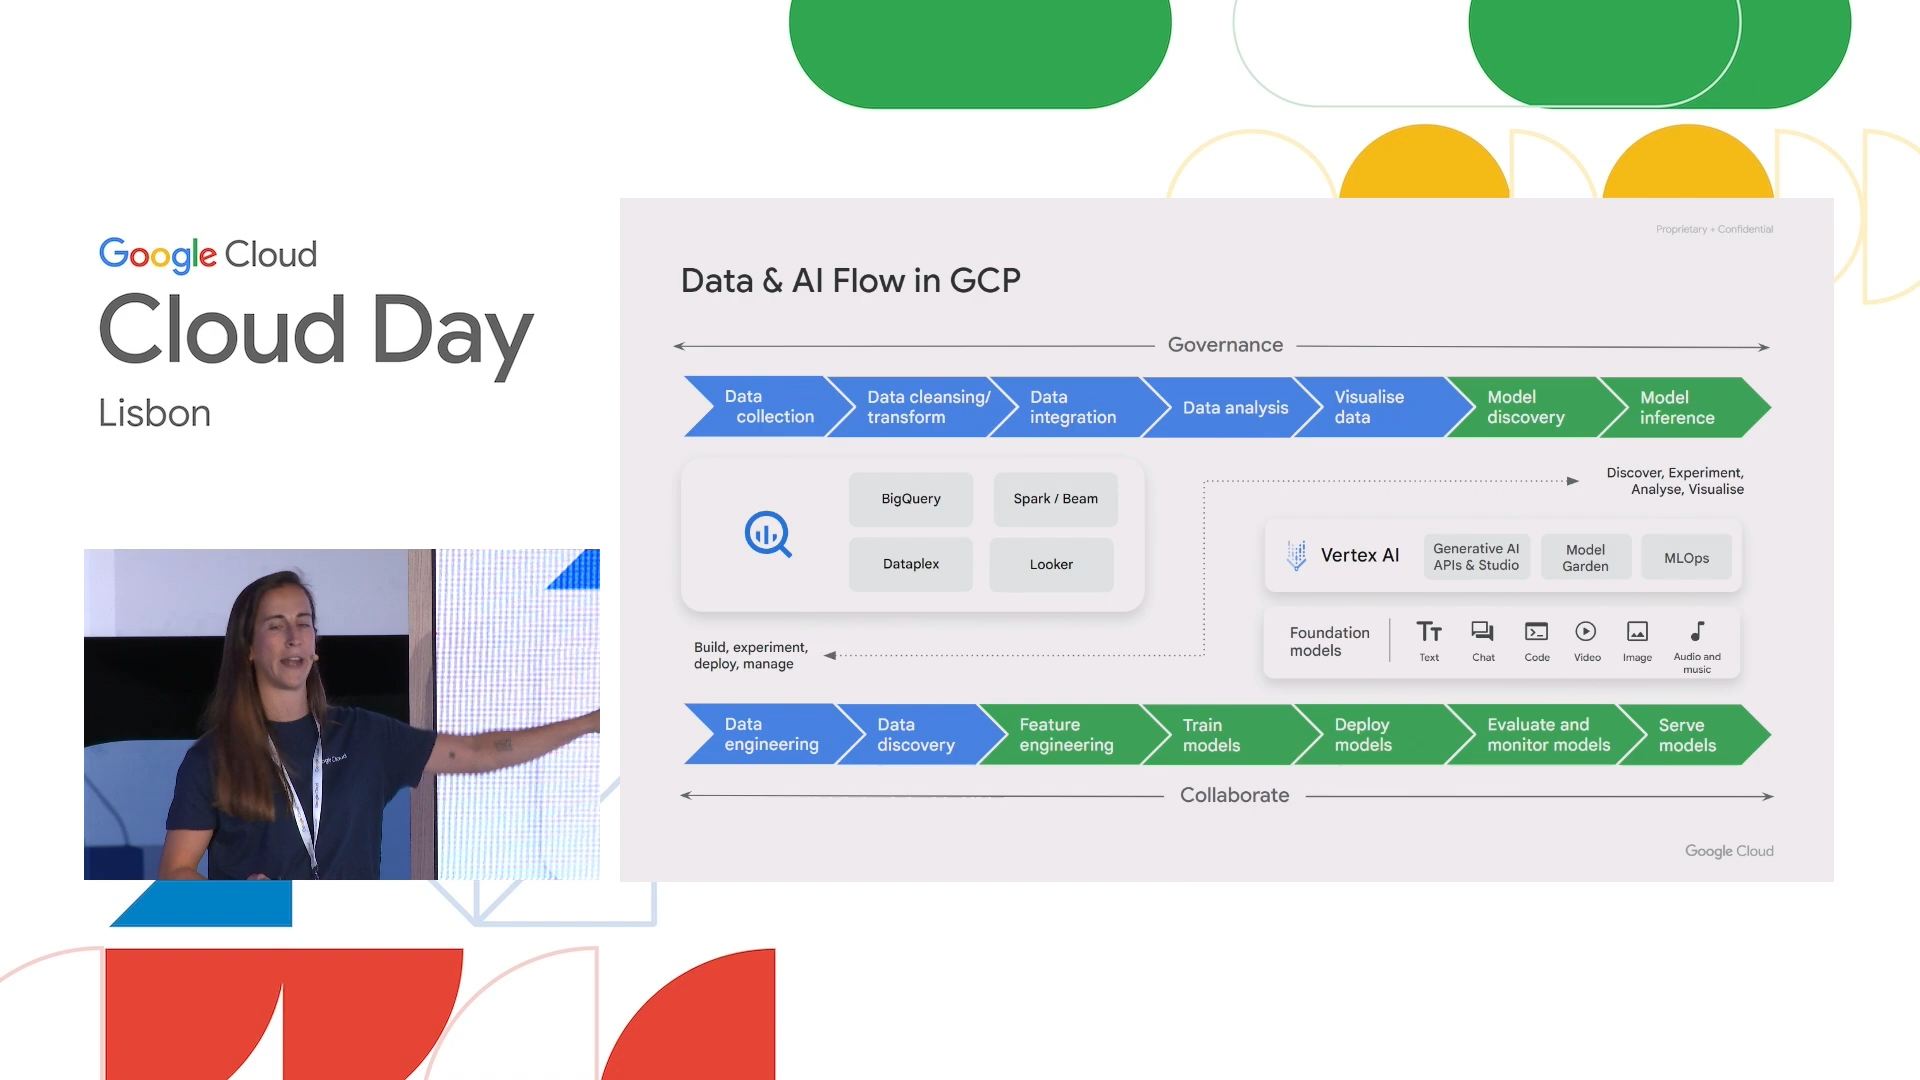 Google Cloud
Cloud Day
Lisbon
Proprietary + Confidential
Data & AI Flow in GCP
Governance
Data
collection
Data cleansing/
transform
Data
integration
Data analysis
Visualise
data
Model
discovery
Model
inference
BigQuery
Spark / Beam
Dataplex
Looker
Discover, Experiment,
Analyse, Visualise
Vertex AI
Generative AI
APIs & Studio
Model
Garden
MLOps
Foundation
models
Text
Chat
Code
Video
Image
Audio and
music
Build, experiment,
deploy, manage
Data
engineering
Data
discovery
Feature
engineering
Train
models
Deploy
models
Evaluate and
monitor models
Serve
models
Collaborate
Google Cloud